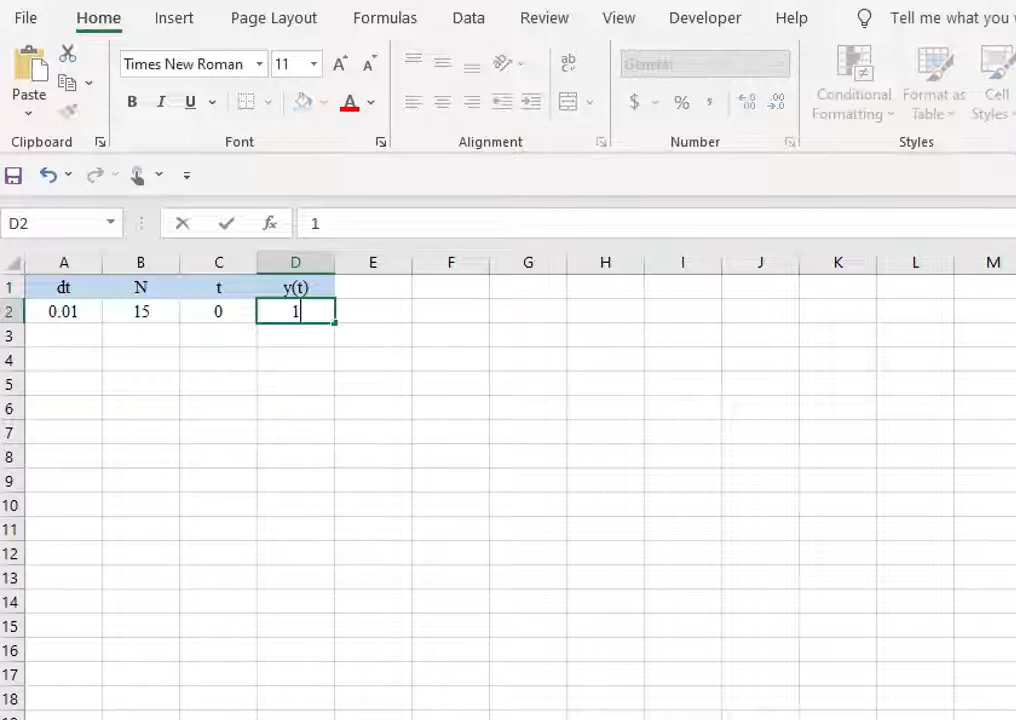 File Home Insert Page Layout Formulas Data Review View Developer Help Tell me what you
Times New Roman 11 A A ab
Paste B I U A $ % , Conditional Format as Cell
Formatting Table Styles
Clipboard Font Alignment Number Styles
D2 fx 1
A B C D E F G H I J K L M
1 dt N t y(t)
2 0.01 15 0 1
3
4
5
6
7
8
9
10
11
12
13
14
15
16
17
18